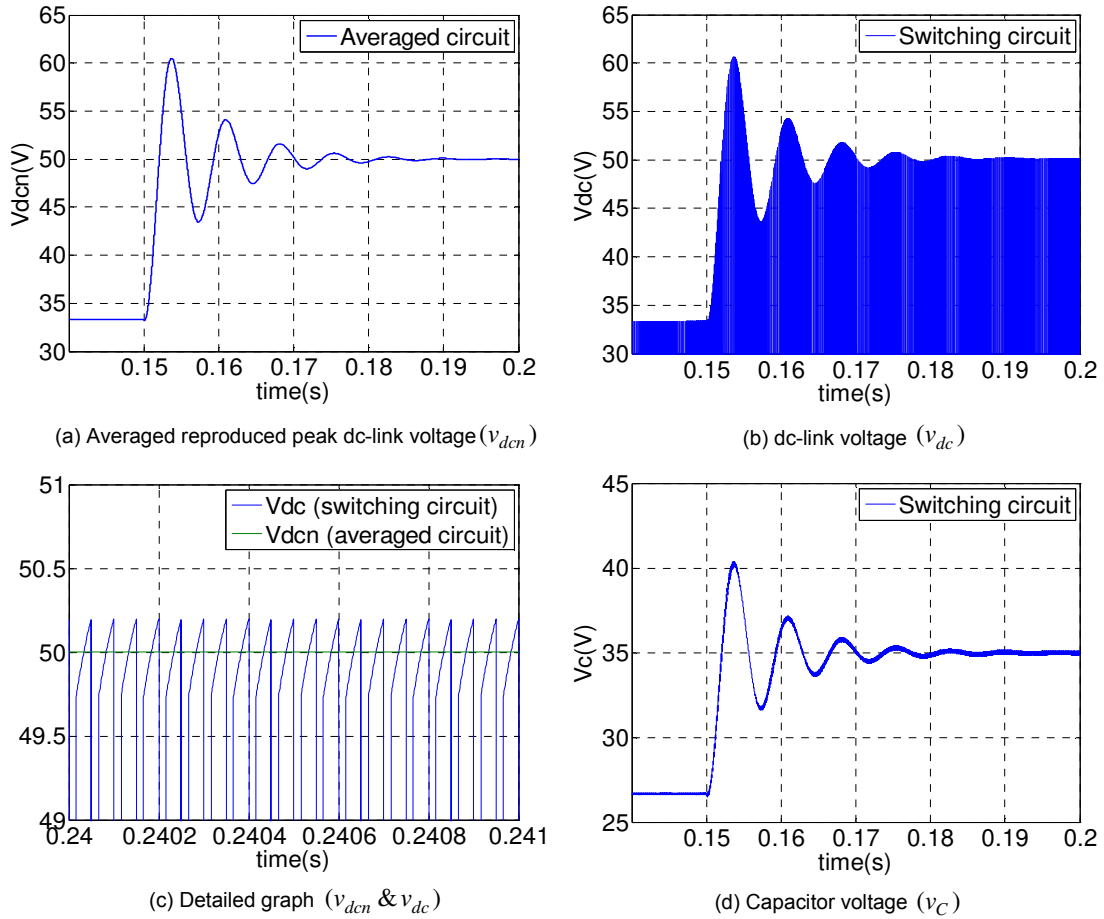 65
60
55
50
45
40
35
30
Vdcn(V)
Averaged circuit
0.15 0.16 0.17 0.18 0.19 0.2
time(s)
(a) Averaged reproduced peak dc-link voltage (v_dcn)
65
60
55
50
45
40
35
30
Vdc(V)
Switching circuit
0.15 0.16 0.17 0.18 0.19 0.2
time(s)
(b) dc-link voltage (v_dc)
51
50.5
50
49.5
49
Vdc (switching circuit)
Vdcn (averaged circuit)
0.24 0.2402 0.2404 0.2406 0.2408 0.241
time(s)
(c) Detailed graph (v_dcn & v_dc)
45
40
35
30
25
Vc(V)
Switching circuit
0.15 0.16 0.17 0.18 0.19 0.2
time(s)
(d) Capacitor voltage (v_C)